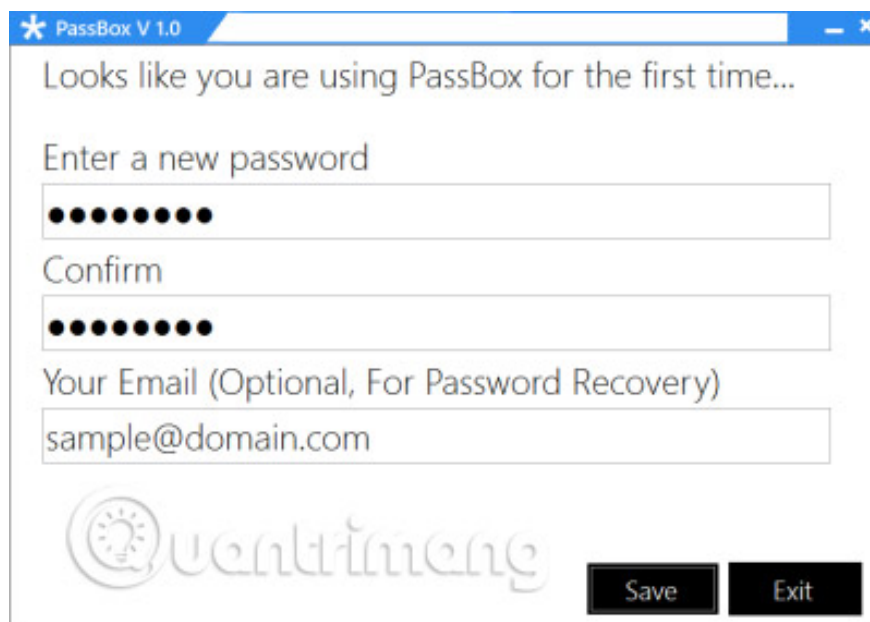 PassBox V 1.0
Looks like you are using PassBox for the first time...
Enter a new password
●●●●●●●●
Confirm
●●●●●●●●
Your Email (Optional, For Password Recovery)
sample@domain.com
Quantrimang
Save
Exit